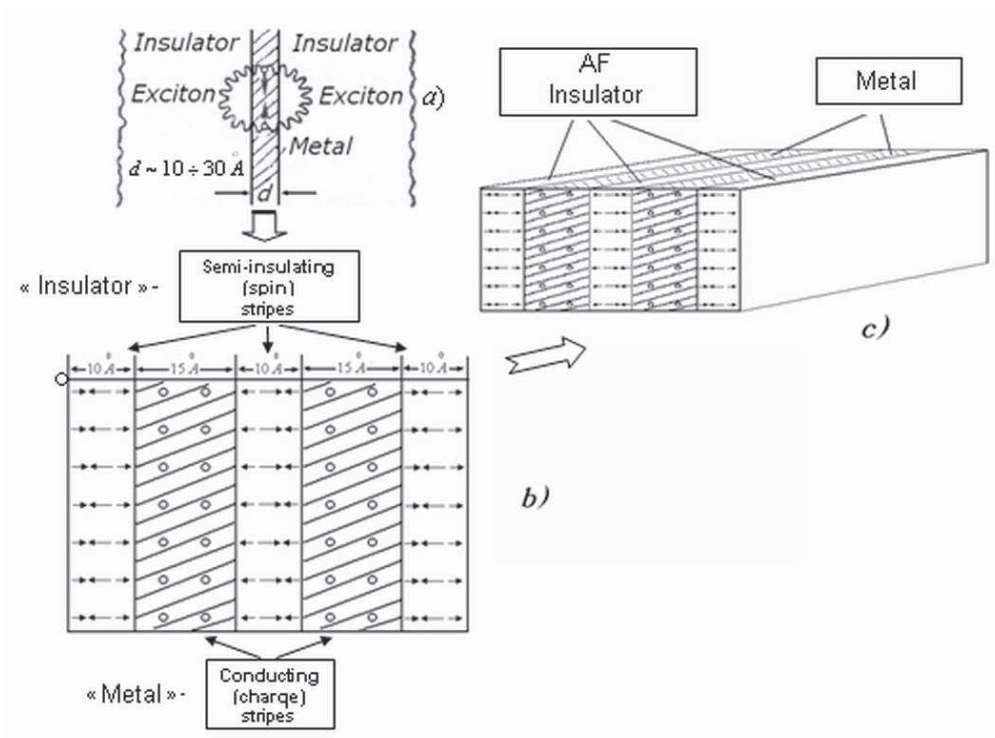 Insulator Insulator
Exciton Exciton a)
Metal
d ~ 10 ÷ 30 Å
d
AF
Insulator
Metal
c)
« Insulator »-
Semi-insulating
(spin)
stripes
10 Å 15 Å 10 Å 15 Å 10 Å
b)
« Metal »-
Conducting
(charge)
stripes